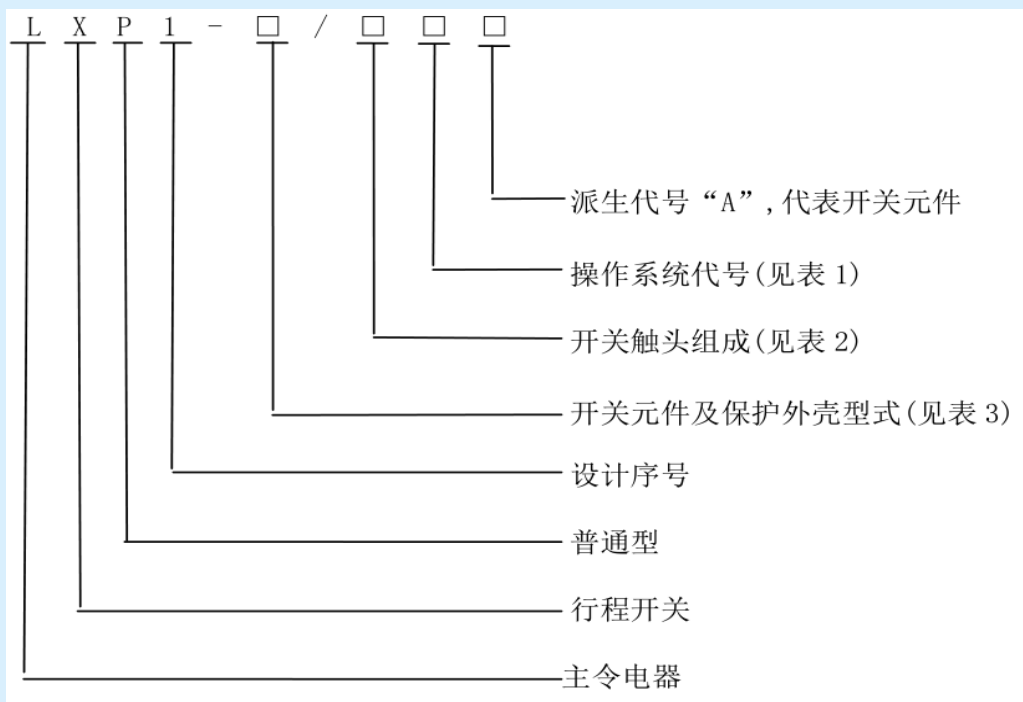 LXP1-□/□□□
派生代号“A”,代表开关元件
操作系统代号(见表 1)
开关触头组成(见表 2)
开关元件及保护外壳型式(见表 3)
设计序号
普通型
行程开关
主令电器